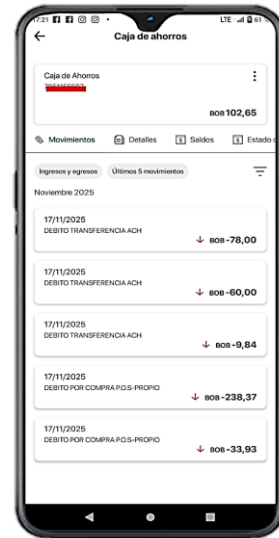 17:21
LTE
61
Caja de ahorros
Caja de Ahorros
BOB 102,65
Movimientos Detalles Saldos Estado
Ingresos y egresos Últimos 5 movimientos
Noviembre 2025
17/11/2025
DEBITO TRANSFERENCIA ACH
BOB -78,00
17/11/2025
DEBITO TRANSFERENCIA ACH
BOB -60,00
17/11/2025
DEBITO TRANSFERENCIA ACH
BOB -9,84
17/11/2025
DEBITO POR COMPRA P.O.S-PROPIO
BOB -238,37
17/11/2025
DEBITO POR COMPRA P.O.S-PROPIO
BOB -33,93